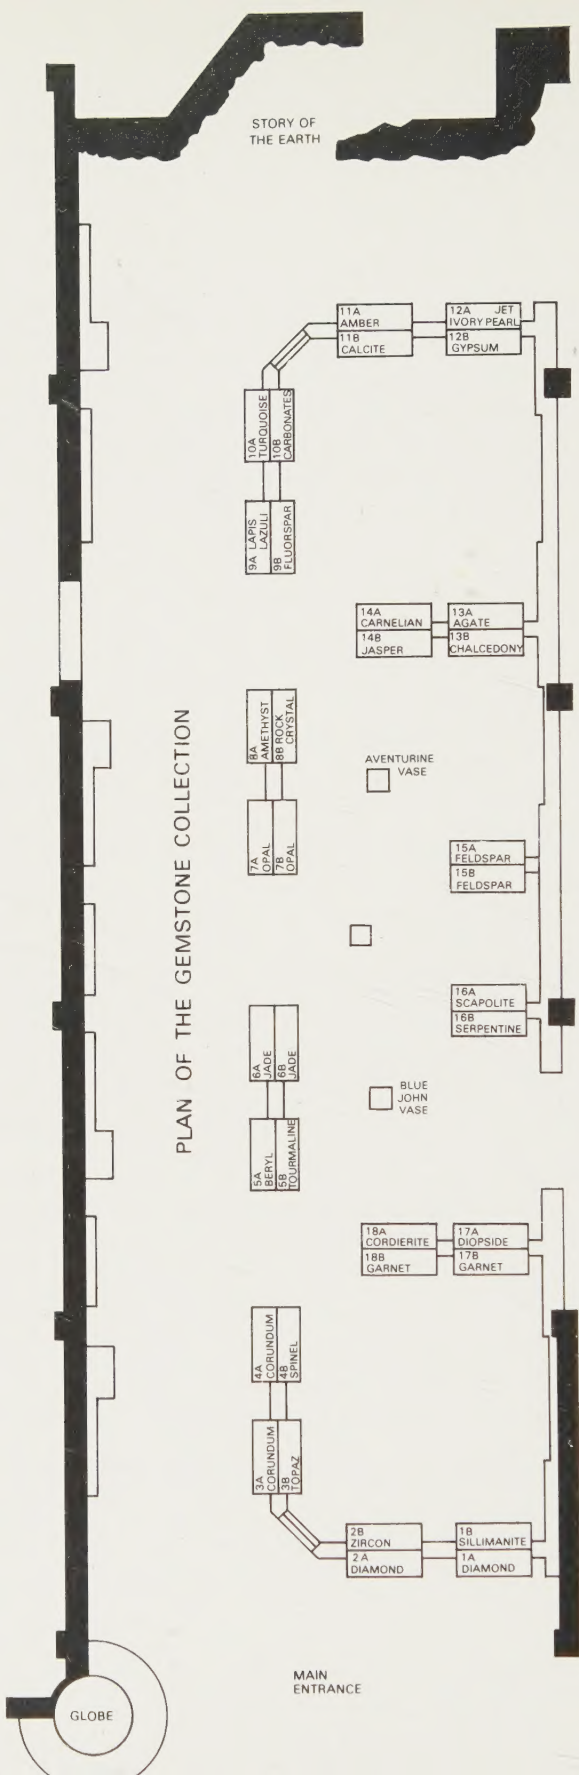 STORY OF
THE EARTH
11A
AMBER
11B
CALCITE
12A JET
IVORY PEARL
12B
GYPSUM
10A
TURQUOISE
10B
CARBONATES
9A LAPIS
LAZULI
9B
FLUORSPAR
14A
CARNELIAN
14B
JASPER
13A
AGATE
13B
CHALCEDONY
PLAN OF THE GEMSTONE COLLECTION
8A
AMETHYST
8B ROCK
CRYSTAL
7A
OPAL
7B
OPAL
AVENTURINE
VASE
15A
FELDSPAR
15B
FELDSPAR
16A
SCAPOLITE
16B
SERPENTINE
6A
JADE
6B
JADE
5A
BERYL
5B
TOURMALINE
BLUE
JOHN
VASE
18A
CORDIERITE
18B
GARNET
17A
DIOPSIDE
17B
GARNET
4A
CORUNDUM
4B
SPINEL
3A
CORUNDUM
3B
TOPAZ
2B
ZIRCON
2A
DIAMOND
1B
SILLIMANITE
1A
DIAMOND
MAIN
ENTRANCE
GLOBE